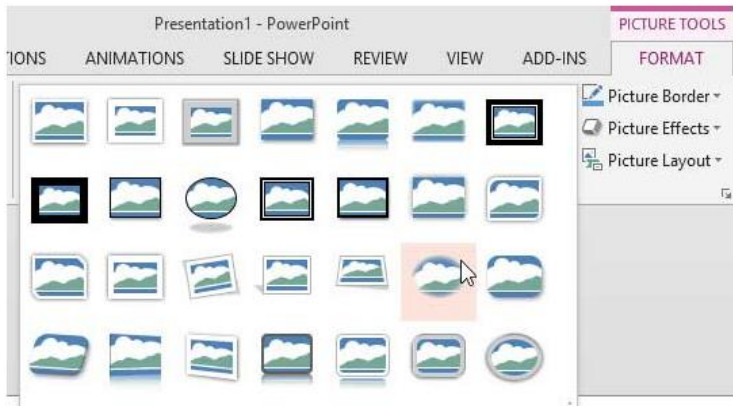 Presentation1 - PowerPoint
PICTURE TOOLS
IONS ANIMATIONS SLIDE SHOW REVIEW VIEW ADD-INS FORMAT
Picture Border
Picture Effects
Picture Layout